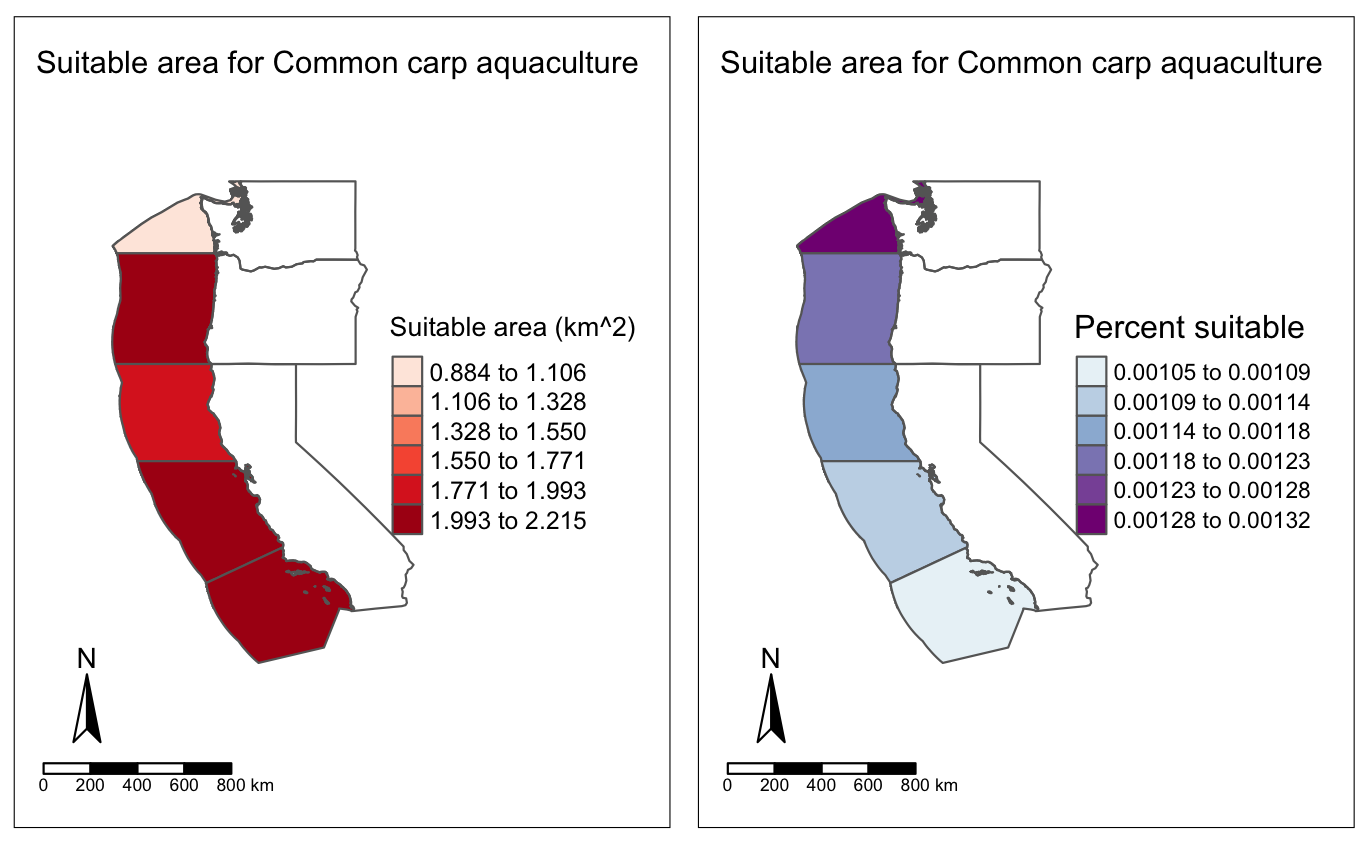 Suitable area for Common carp aquaculture
Suitable area (km^2)
0.884 to 1.106
1.106 to 1.328
1.328 to 1.550
1.550 to 1.771
1.771 to 1.993
1.993 to 2.215
N
0 200 400 600 800 km
Suitable area for Common carp aquaculture
Percent suitable
0.00105 to 0.00109
0.00109 to 0.00114
0.00114 to 0.00118
0.00118 to 0.00123
0.00123 to 0.00128
0.00128 to 0.00132
N
0 200 400 600 800 km